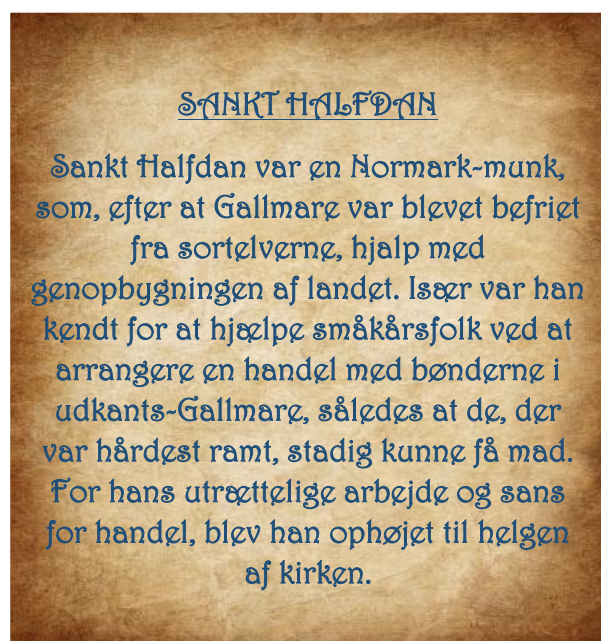 SANKT HALFDAN
Sankt Halfdan var en Normark-munk,
som, efter at Gallmare var blevet befriet
fra sortelverne, hjalp med
genopbygningen af landet. Især var han
kendt for at hjælpe småkårsfolk ved at
arrangere en handel med bønderne i
udkants-Gallmare, således at de, der
var hårdest ramt, stadig kunne få mad.
For hans utrættelige arbejde og sans
for handel, blev han ophøjet til helgen
af kirken.